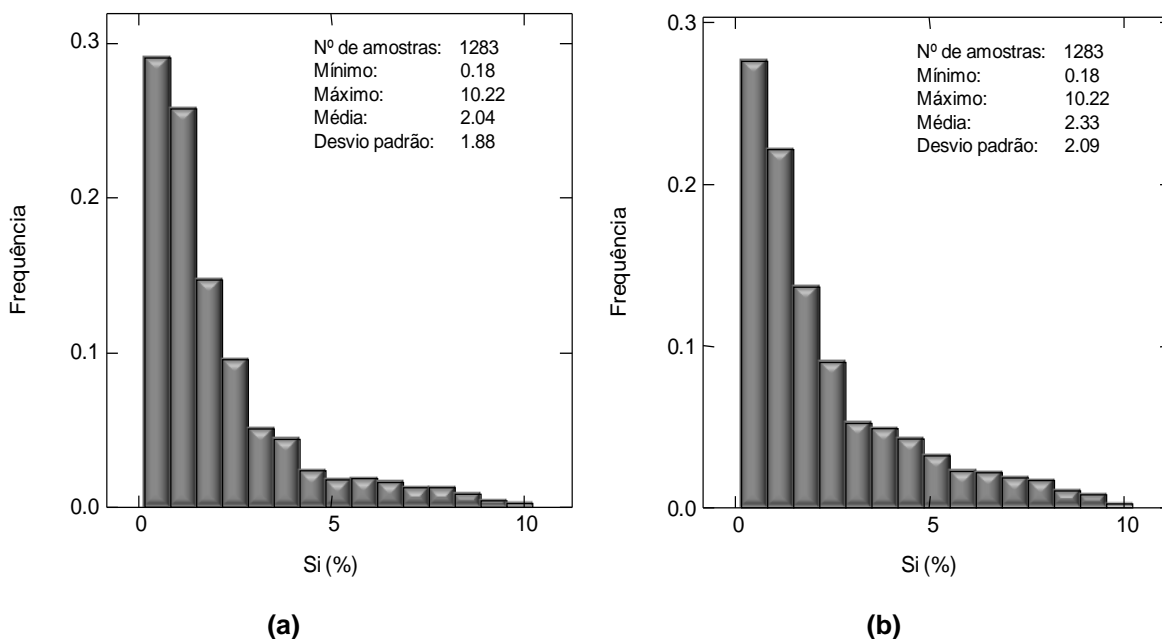 0.3
0.2
0.1
0.0
Frequência
Nº de amostras: 1283
Mínimo: 0.18
Máximo: 10.22
Média: 2.04
Desvio padrão: 1.88
0 5 10
Si (%)
(a)
0.3
0.2
0.1
0.0
Frequência
Nº de amostras: 1283
Mínimo: 0.18
Máximo: 10.22
Média: 2.33
Desvio padrão: 2.09
0 5 10
Si (%)
(b)